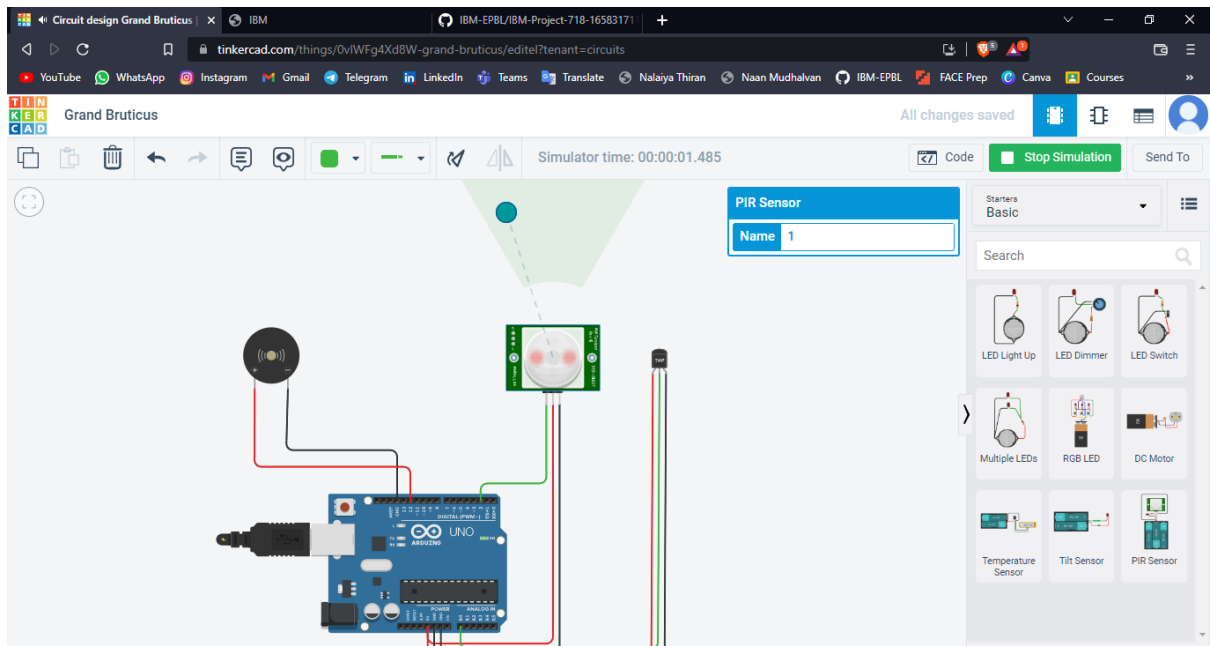 Circuit design Grand Bruticus |
IBM
IBM-EPBL/IBM-Project-718-16583171
tinkercad.com/things/0vIWFg4Xd8W-grand-bruticus/editel?tenant=circuits
YouTube WhatsApp Instagram Gmail Telegram LinkedIn Teams Translate Nalaiya Thiran Naan Mudhalvan IBM-EPBL FACE Prep Canva Courses
TINKERCAD
Grand Bruticus
All changes saved
Simulator time: 00:00:01.485
Code
Stop Simulation
Send To
PIR Sensor
Name 1
Starters
Basic
Search
LED Light Up
LED Dimmer
LED Switch
Multiple LEDs
RGB LED
DC Motor
Temperature Sensor
Tilt Sensor
PIR Sensor
TMP
DIGITAL (PWM~)
UNO
ARDUINO
POWER
ANALOG IN